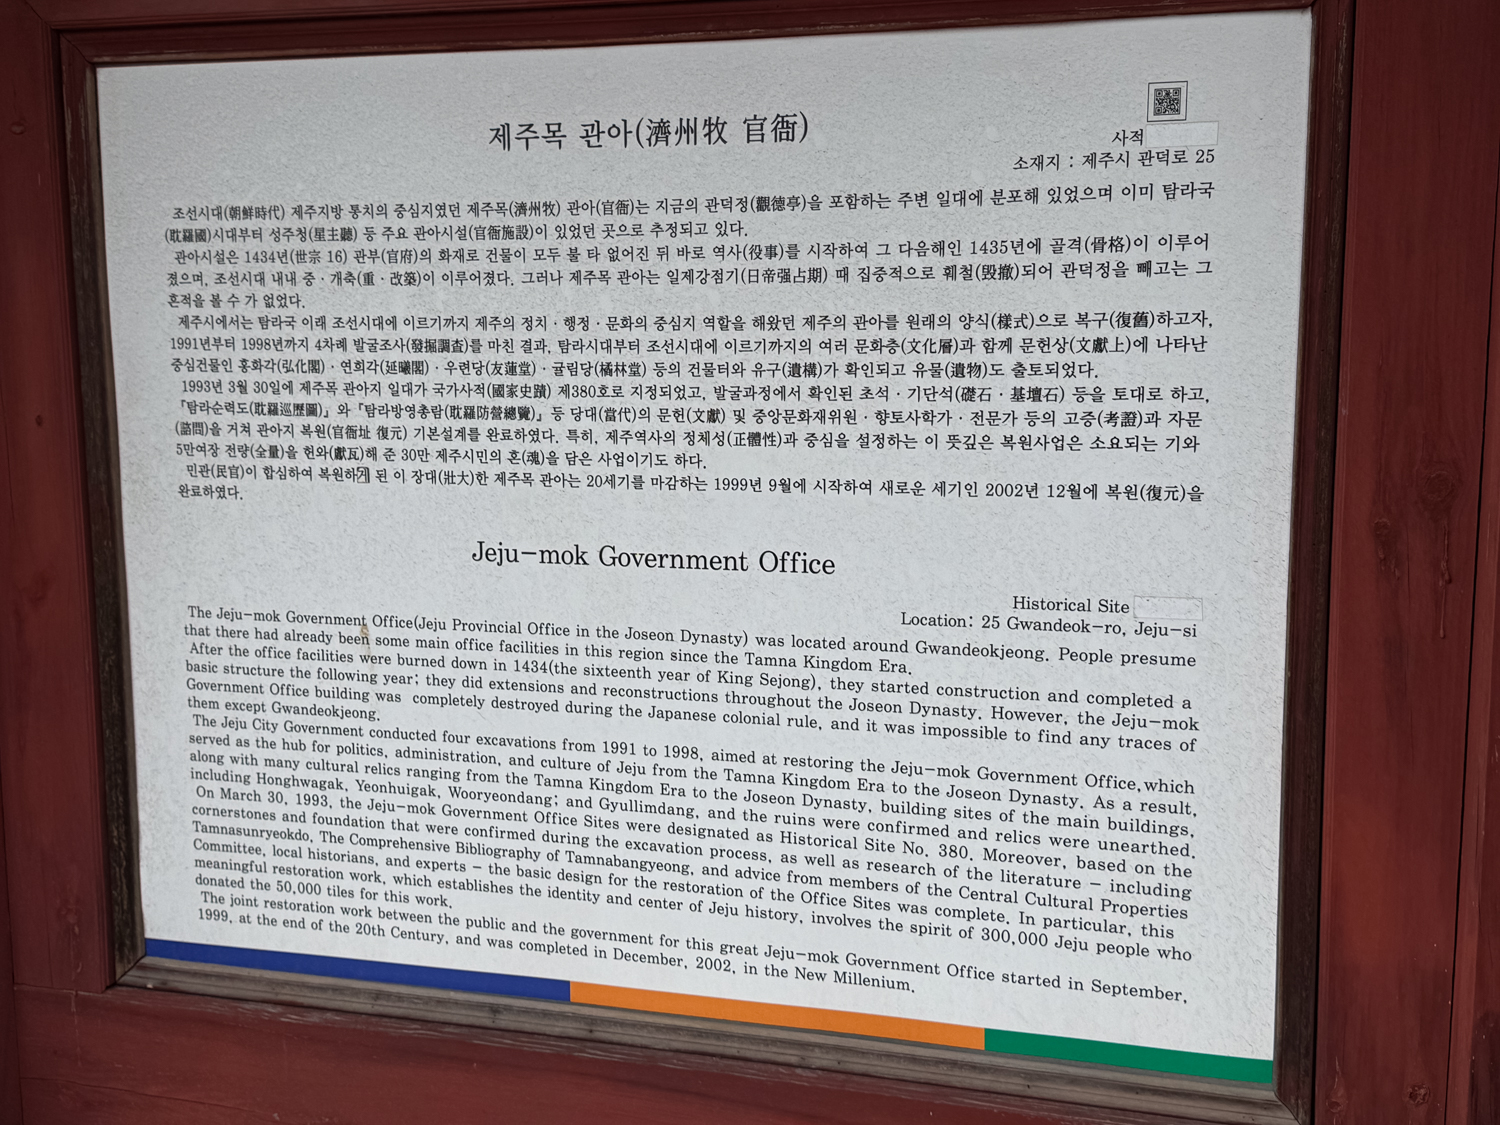 제주목 관아(濟州牧 官衙)
사적
소재지 : 제주시 관덕로 25
조선시대(朝鮮時代) 제주지방 통치의 중심지였던 제주목(濟州牧) 관아(官衙)는 지금의 관덕정(觀德亭)을 포함하는 주변 일대에 분포해 있었으며 이미 탐라국
(耽羅國)시대부터 성주청(星主聽) 등 주요 관아시설(官衙施設)이 있었던 곳으로 추정되고 있다.
관아시설은 1434년(世宗 16) 관부(官府)의 화재로 건물이 모두 불 타 없어진 뒤 바로 역사(役事)를 시작하여 그 다음해인 1435년에 골격(骨格)이 이루어
졌으며, 조선시대 내내 중·개축(重·改築)이 이루어졌다. 그러나 제주목 관아는 일제강점기(日帝强占期) 때 집중적으로 훼철(毁撤)되어 관덕정을 빼고는 그
흔적을 볼 수 가 없었다.
제주시에서는 탐라국 이래 조선시대에 이르기까지 제주의 정치·행정·문화의 중심지 역할을 해왔던 제주의 관아를 원래의 양식(樣式)으로 복구(復舊)하고자,
1991년부터 1998년까지 4차례 발굴조사(發掘調査)를 마친 결과, 탐라시대부터 조선시대에 이르기까지의 여러 문화층(文化層)과 함께 문헌상(文獻上)에 나타난
중심건물인 홍화각(弘化閣)·연희각(延曦閣)·우련당(友蓮堂)·귤림당(橘林堂) 등의 건물터와 유구(遺構)가 확인되고 유물(遺物)도 출토되었다.
1993년 3월 30일에 제주목 관아지 일대가 국가사적(國家史蹟) 제380호로 지정되었고, 발굴과정에서 확인된 초석·기단석(礎石·基壇石) 등을 토대로 하고,
『탐라순력도(耽羅巡歷圖)』와 『탐라방영총람(耽羅防營總覽)』 등 당대(當代)의 문헌(文獻) 및 중앙문화재위원·향토사학가·전문가 등의 고증(考證)과 자문
(諮問)을 거쳐 관아지 복원(官衙址 復元) 기본설계를 완료하였다. 특히, 제주역사의 정체성(正體性)과 중심을 설정하는 이 뜻깊은 복원사업은 소요되는 기와
5만여장 전량(全量)을 헌와(獻瓦)해 준 30만 제주시민의 혼(魂)을 담은 사업이기도 하다.
민관(民官)이 합심하여 복원하게 된 이 장대(壯大)한 제주목 관아는 20세기를 마감하는 1999년 9월에 시작하여 새로운 세기인 2002년 12월에 복원(復元)을
완료하였다.
Jeju-mok Government Office
Historical Site
Location: 25 Gwandeok-ro, Jeju-si
The Jeju-mok Government Office(Jeju Provincial Office in the Joseon Dynasty) was located around Gwandeokjeong. People presume
that there had already been some main office facilities in this region since the Tamna Kingdom Era.
After the office facilities were burned down in 1434(the sixteenth year of King Sejong), they started construction and completed a
basic structure the following year; they did extensions and reconstructions throughout the Joseon Dynasty. However, the Jeju-mok
Government Office building was completely destroyed during the Japanese colonial rule, and it was impossible to find any traces of
them except Gwandeokjeong.
The Jeju City Government conducted four excavations from 1991 to 1998, aimed at restoring the Jeju-mok Government Office, which
served as the hub for politics, administration, and culture of Jeju from the Tamna Kingdom Era to the Joseon Dynasty. As a result,
along with many cultural relics ranging from the Tamna Kingdom Era to the Joseon Dynasty, building sites of the main buildings,
including Honghwagak, Yeonhuigak, Wooryeondang; and Gyullimdang, and the ruins were confirmed and relics were unearthed.
On March 30, 1993, the Jeju-mok Government Office Sites were designated as Historical Site No. 380. Moreover, based on the
cornerstones and foundation that were confirmed during the excavation process, as well as research of the literature - including
Tamnasunryeokdo, The Comprehensive Bibliography of Tamnabangyeong, and advice from members of the Central Cultural Properties
Committee, local historians, and experts - the basic design for the restoration of the Office Sites was complete. In particular, this
meaningful restoration work, which establishes the identity and center of Jeju history, involves the spirit of 300,000 Jeju people who
donated the 50,000 tiles for this work.
The joint restoration work between the public and the government for this great Jeju-mok Government Office started in September,
1999, at the end of the 20th Century, and was completed in December, 2002, in the New Millenium.